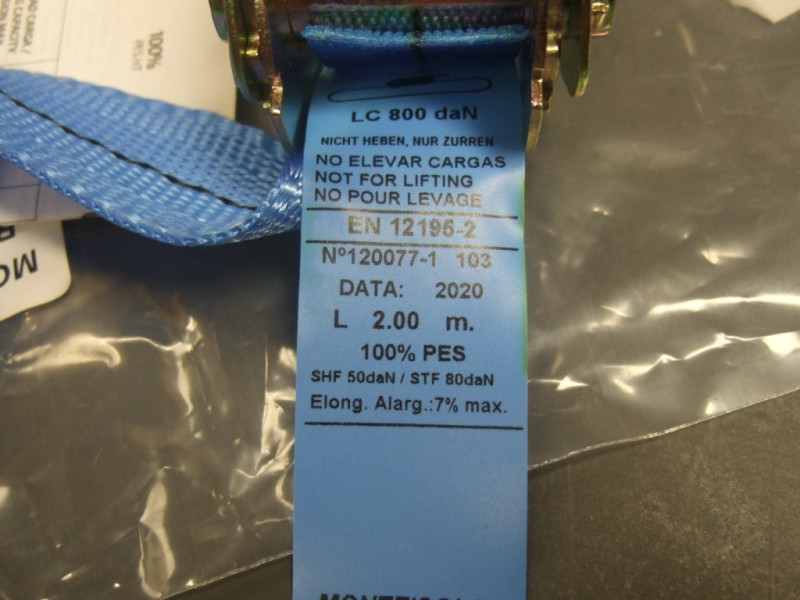 100%
LC 800 daN
NICHT HEBEN, NUR ZURREN
NO ELEVAR CARGAS
NOT FOR LIFTING
NO POUR LEVAGE
EN 12195-2
Nº120077-1 103
DATA: 2020
L 2.00 m.
100% PES
SHF 50daN / STF 80daN
Elong. Alarg.:7% max.